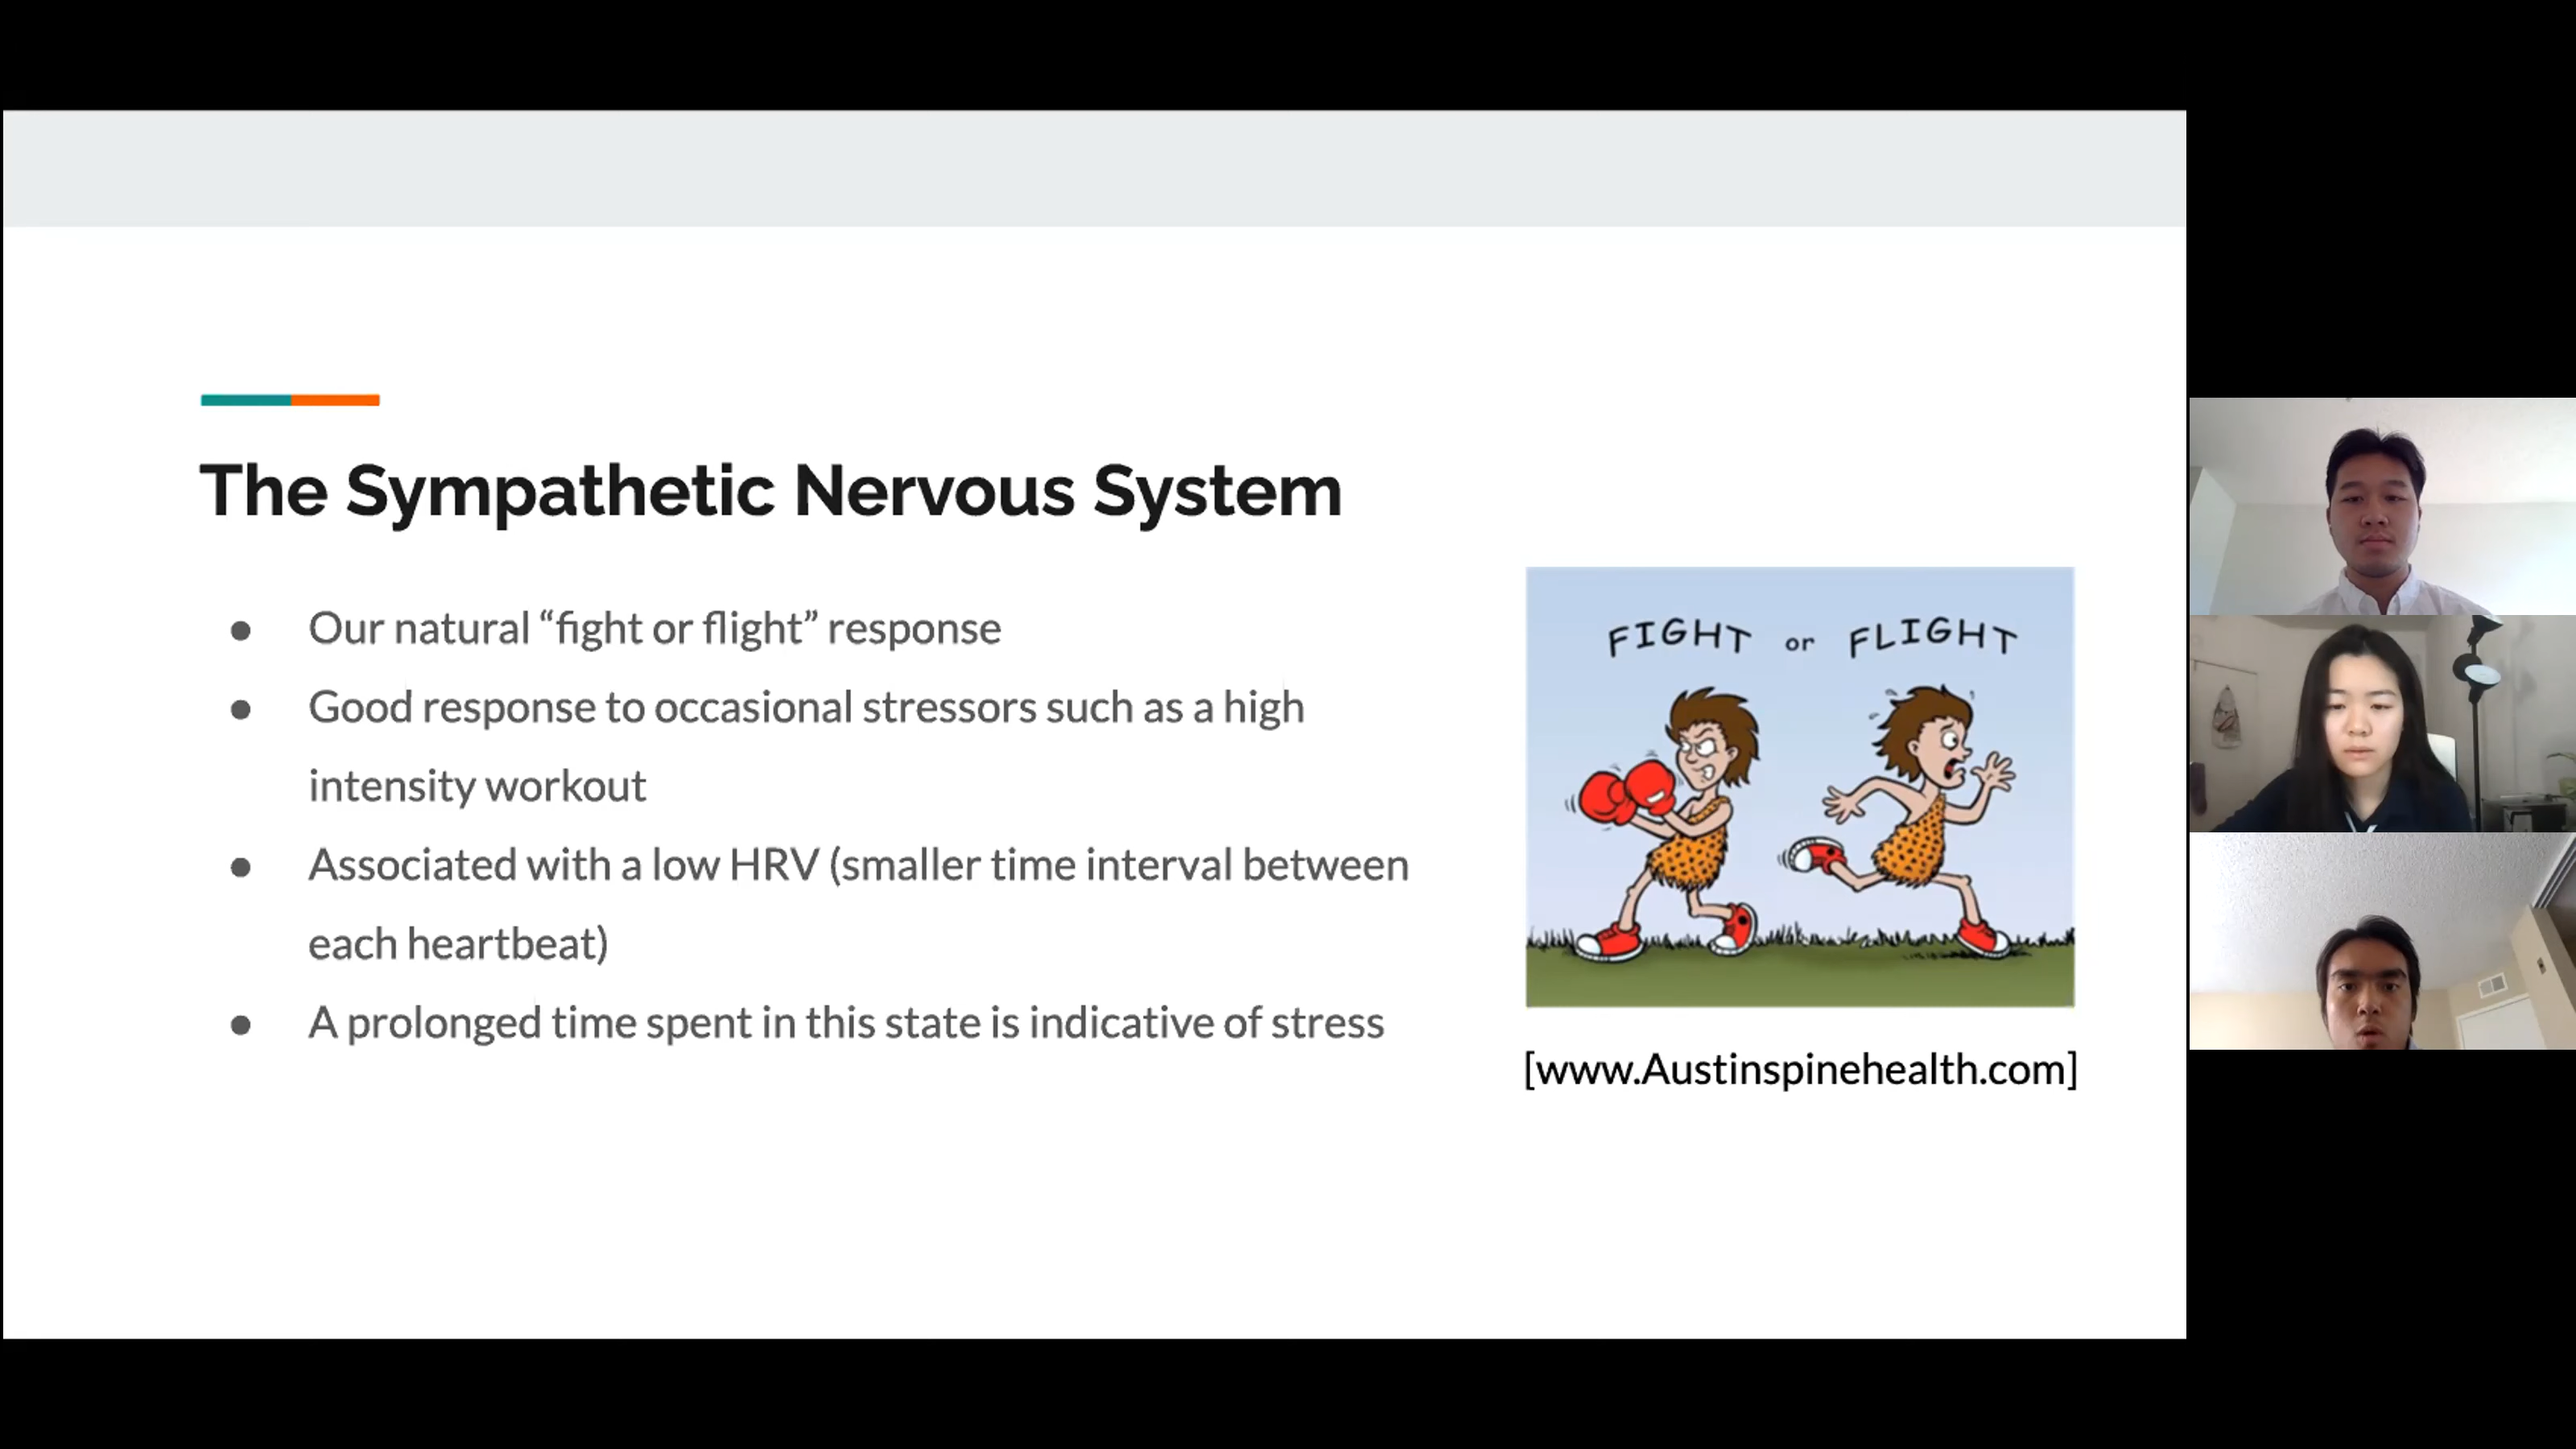 The Sympathetic Nervous System
● Our natural “fight or flight” response
● Good response to occasional stressors such as a high
intensity workout
● Associated with a low HRV (smaller time interval between
each heartbeat)
● A prolonged time spent in this state is indicative of stress
FIGHT or FLIGHT
[www.Austinspinehealth.com]